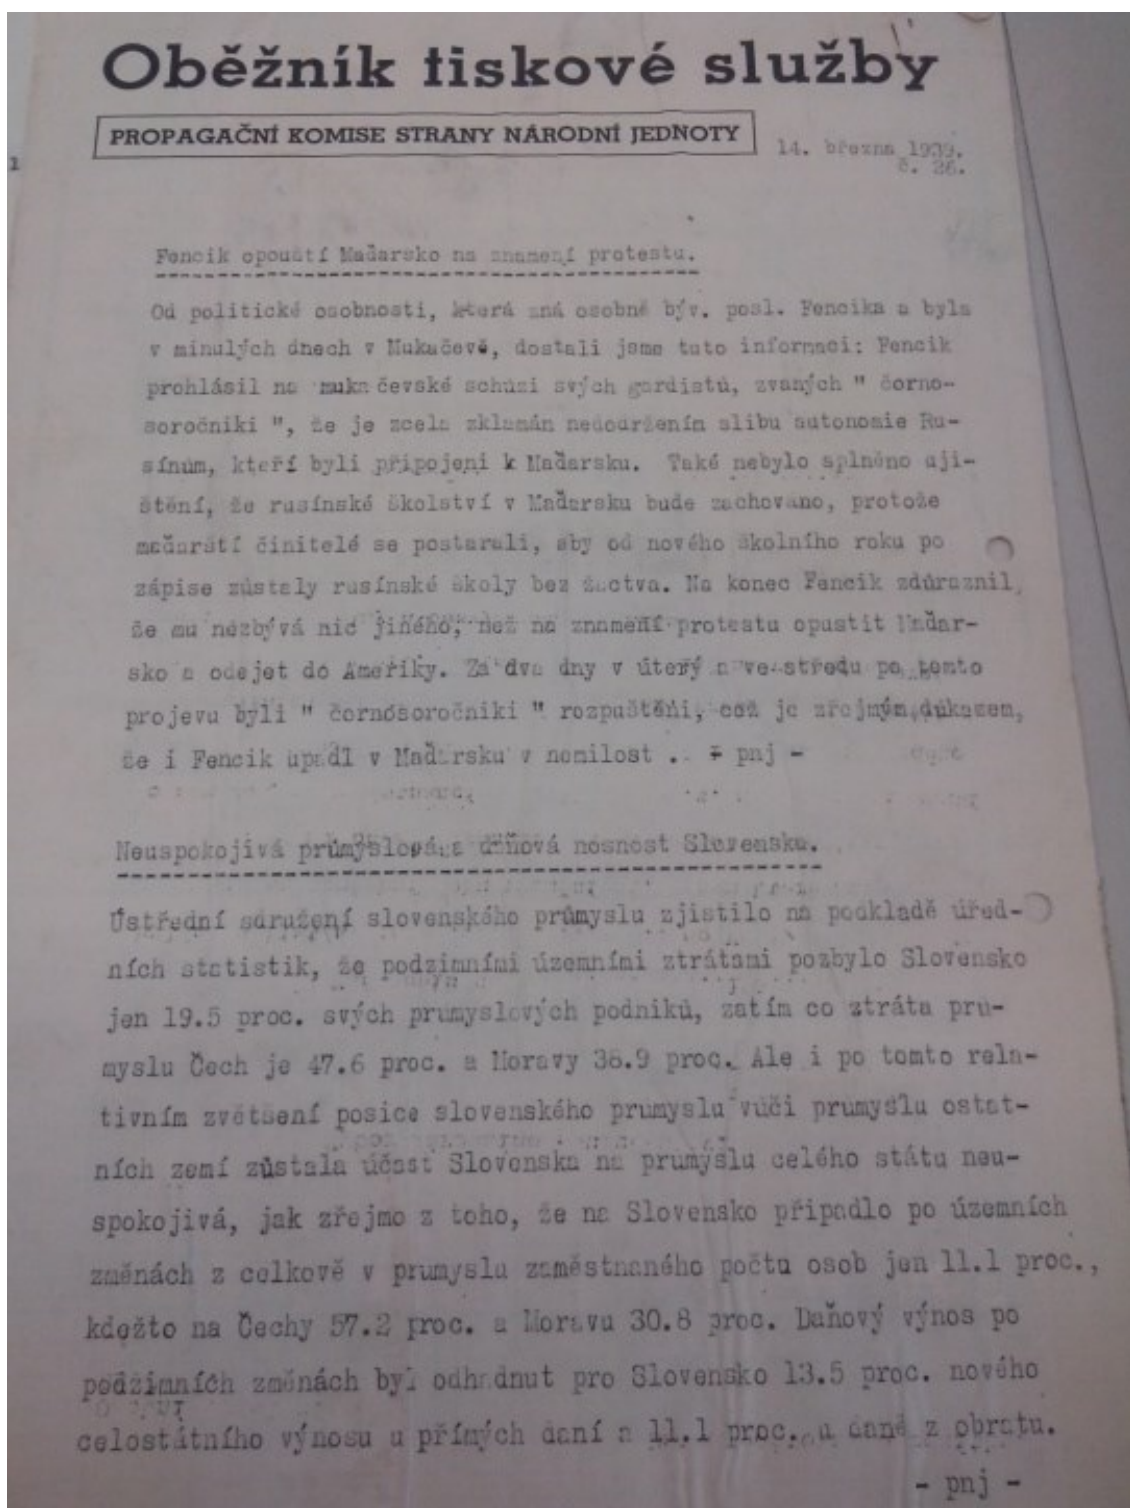 Oběžník tiskové služby
PROPAGAČNÍ KOMISE STRANY NÁRODNÍ JEDNOTY
14. března 1939.
č. 26.
1
Fencik opouští Maďarsko na znamení protestu.
Od politické osobnosti, která zná osobně býv. posl. Fencika a byla
v minulých dnech v Mukačevě, dostali jsme tuto informaci: Fencik
prohlásil na mukačevské schůzi svých gardistů, zvaných " čorno-
soročniki ", že je zcela zklamán nedodržením slibu autonomie Ru-
sínům, kteří byli připojeni k Maďarsku. Také nebylo splněno uji-
štění, že rusínské školství v Maďarsku bude zachováno, protože
maďarští činitelé se postarali, aby od nového školního roku po
zápise zůstaly rusínské školy bez žactva. Na konec Fencik zdůraznil,
že mu nezbývá nic jiného, než na znamení protestu opustit Maďar-
sko a odejet do Ameriky. Za dva dny v úterý a ve středu po tomto
projevu byli " černosoročniki " rozpuštěni, což je zřejmým důkazem,
že i Fencik upadl v Maďarsku v nemilost .. - pnj -
Neuspokojivá průmyslová a daňová nosnost Slovenska.
Ústřední sdružení slovenského průmyslu zjistilo na podkladě úřed-
ních statistik, že podzimními územními ztrátami pozbylo Slovensko
jen 19.5 proc. svých průmyslových podniků, zatím co ztráta prů-
myslu Čech je 47.6 proc. a Moravy 38.9 proc. Ale i po tomto rela-
tivním zvětšení posice slovenského průmyslu vůči průmyslu ostat-
ních zemí zůstala účast Slovenska na průmyslu celého státu neu-
spokojivá, jak zřejmo z toho, že na Slovensko připadlo po územních
změnách z celkově v průmyslu zaměstnaného počtu osob jen 11.1 proc.,
kdežto na Čechy 57.2 proc. a Moravu 30.8 proc. Daňový výnos po
podzimních změnách byl odhadnut pro Slovensko 13.5 proc. nového
celostátního výnosu u přímých daní a 11.1 proc. u daně z obratu.
- pnj -